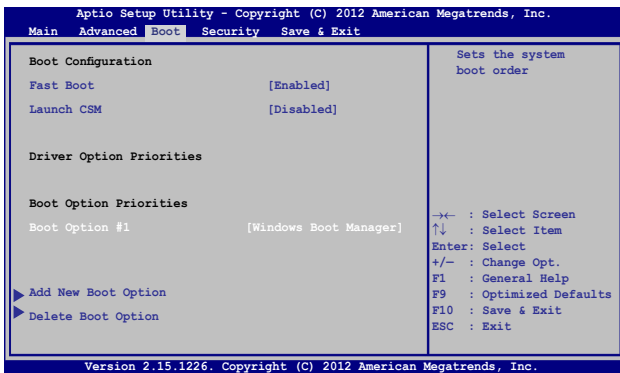 Aptio Setup Utility - Copyright (C) 2012 American Megatrends, Inc.
Main Advanced Boot Security Save & Exit
Boot Configuration
Fast Boot [Enabled]
Launch CSM [Disabled]
Driver Option Priorities
Boot Option Priorities
Boot Option #1 [Windows Boot Manager]
Add New Boot Option
Delete Boot Option
Sets the system
boot order
→← : Select Screen
↑↓ : Select Item
Enter: Select
+/— : Change Opt.
F1 : General Help
F9 : Optimized Defaults
F10 : Save & Exit
ESC : Exit
Version 2.15.1226. Copyright (C) 2012 American Megatrends, Inc.